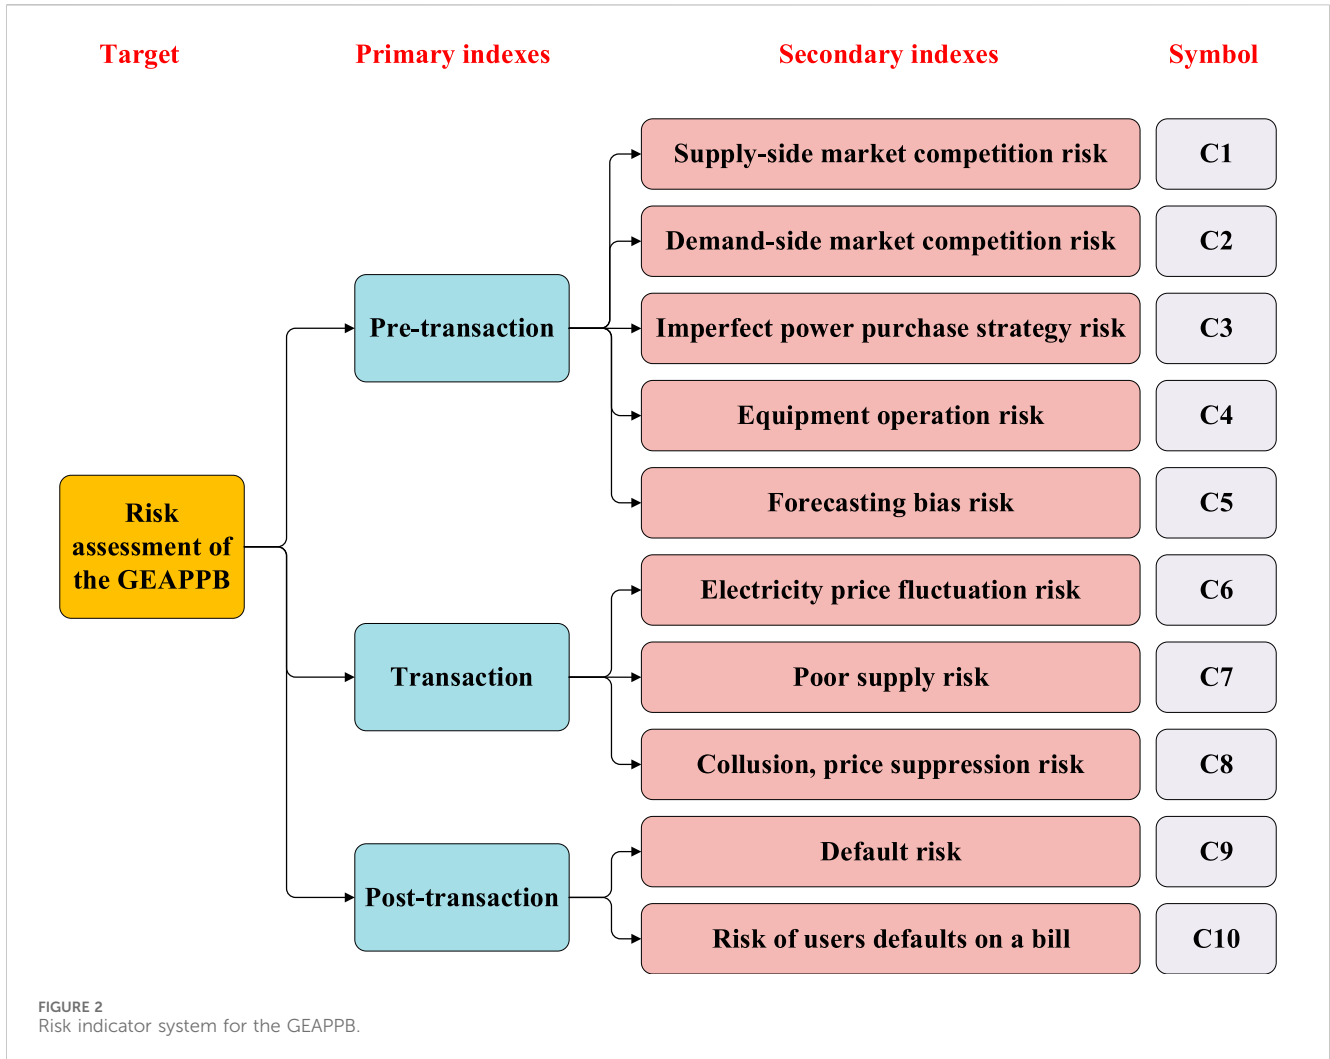 Target
Primary indexes
Secondary indexes
Symbol
Supply-side market competition risk
C1
Demand-side market competition risk
C2
Pre-transaction
Imperfect power purchase strategy risk
C3
Equipment operation risk
C4
Forecasting bias risk
C5
Risk
assessment of
the GEAPPB
Electricity price fluctuation risk
C6
Transaction
Poor supply risk
C7
Collusion, price suppression risk
C8
Default risk
C9
Post-transaction
Risk of users defaults on a bill
C10
FIGURE 2
Risk indicator system for the GEAPPB.